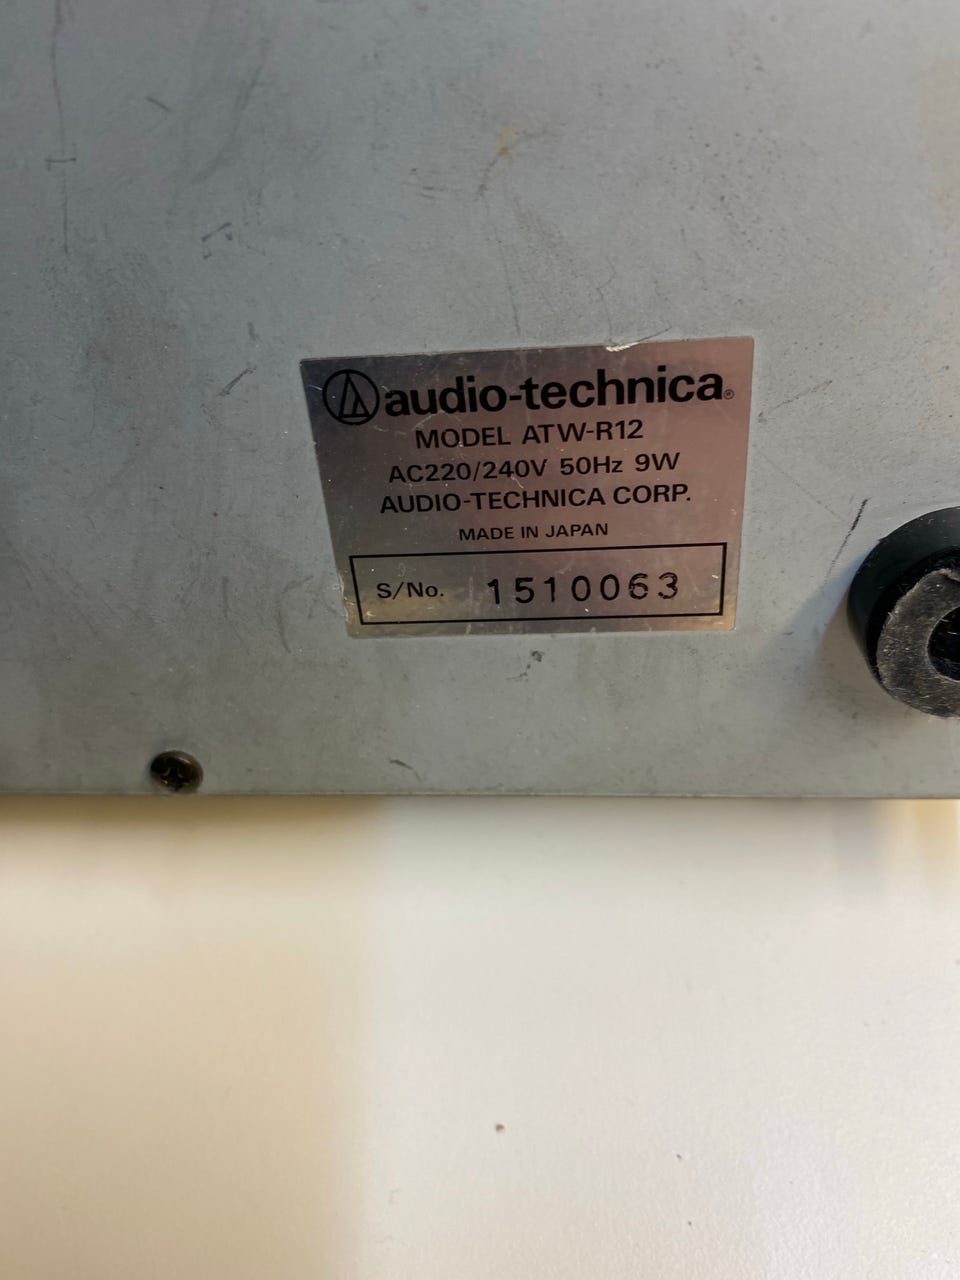 audio-technica®
MODEL ATW-R12
AC220/240V 50Hz 9W
AUDIO-TECHNICA CORP.
MADE IN JAPAN
S/No. 1510063